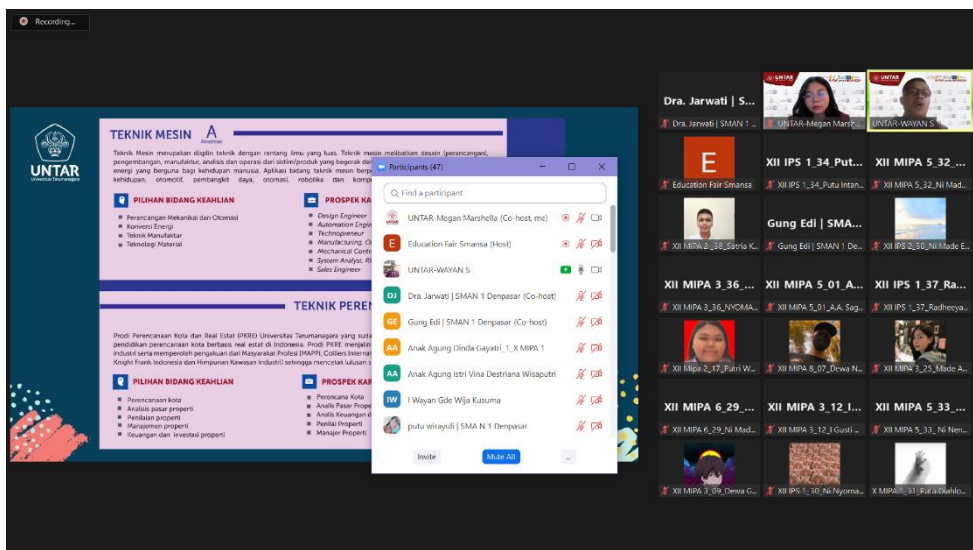 Recording...
UNTAR
Universitas Tarumanagara
TEKNIK MESIN A
Akreditasi
Teknik Mesin merupakan displin teknik dengan rentang ilmu yang luas. Teknik mesin melibatkan desain (perancangan),
pengembangan, manufaktur, analisis dan operasi dari sistim/produk yang bergerak
energi yang berguna bagi kehidupan manusia. Aplikasi bidang teknik mesin
kehidupan, otomotif, pembangkit daya, otomasi, robotika dan
PILIHAN BIDANG KEAHLIAN
Perancangan Mekanikal dan Otomasi
Konversi Energi
Teknik Manufaktur
Teknologi Material
PROSPEK KA
Design Engineer
Automation Engin
Technopreneur
Manufacturing, O
Mechanical Contr
System Analyst, R
Sales Engineer
TEKNIK PEREN
Prodi Perencanaan Kota dan Real Estat (PKRE) Universitas Tarumanagara yang suda
pendidikan perencanaan kota berbasis real estat di Indonesia. Prodi PERE menjalin
industri serta memperoleh pengakuan dari Masyarakat Profesi (MAPPI, Colliers Internat
Knight Frank Indonesia dan Himpunan Kawasan Industri) sehingga mencetak lulusan s
PILIHAN BIDANG KEAHLIAN
Perencanaan kota
Analisis pasar properti
Penilaian properti
Manajemen properti
Keuangan dan investasi properti
PROSPEK KAR
Perencana Kota
Analis Pasar Prope
Analis Keuangan d
Penilai Properti
Manajer Properti
Participants (47)
Find a participant
UNTAR-Megan Marshella (Co-host, me)
E Education Fair Smansa (Host)
UNTAR-WAYAN S
DJ Dra. Jarwati | SMAN 1 Denpasar (Co-host)
GE Gung Edi | SMAN 1 Denpasar (Co-host)
AA Anak Agung Dinda Gayatri_1_X MIPA 1
AA Anak Agung Istri Vina Destriana Wisaputri
IW I Wayan Gde Wija Kusuma
putu wirayuli | SMA N 1 Denpasar
Invite
Mute All
...
Dra. Jarwati | S...
Dra. Jarwati | SMAN 1 ...
UNTAR
UNTAR-Megan Marsh...
UNTAR
UNTAR-WAYAN S
E
Education Fair Smansa
XII IPS 1_34_Put...
XII IPS 1_34_Putu Intan...
XII MIPA 5_32_...
XII MIPA 5_32_Ni Mad...
XII MIPA 2_38_Satria K...
Gung Edi | SMA...
Gung Edi | SMAN 1 De...
XII IPS 2_30_Ni Made E...
XII MIPA 3_36_...
XII MIPA 3_36_NYOMA...
XII MIPA 5_01_A...
XII MIPA 5_01_A.A. Sag...
XII IPS 1_37_Ra...
XII IPS 1_37_Radheeya...
XII Mipa 2_17_Putri W...
XII MIPA 8_07_Dewa N...
XII MIPA 3_25_Made A...
XII MIPA 6_29_...
XII MIPA 6_29_Ni Mad...
XII MIPA 3_12_I...
XII MIPA 3_12_I Gusti ...
XII MIPA 5_33_...
XII MIPA 5_33_ Ni Nen...
XII MIPA 3_09_Dewa G...
XII IPS 1_30_Ni Nyoma...